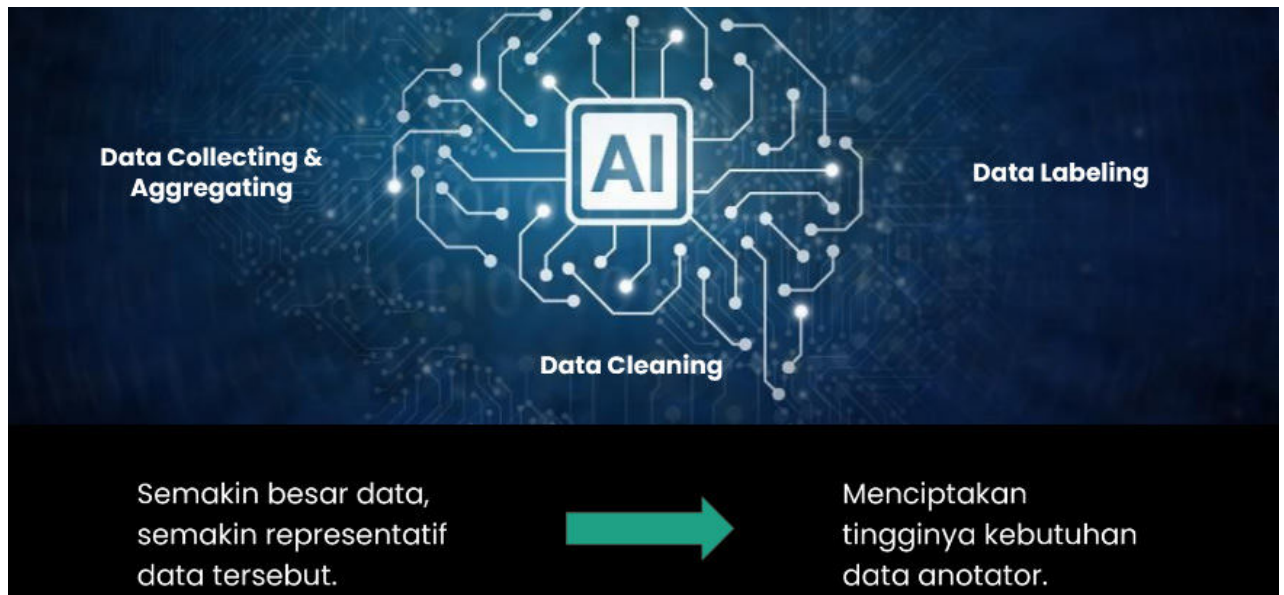 AI
Data Collecting &
Aggregating
Data Labeling
Data Cleaning
Semakin besar data,
semakin representatif
data tersebut.
Menciptakan
tingginya kebutuhan
data anotator.